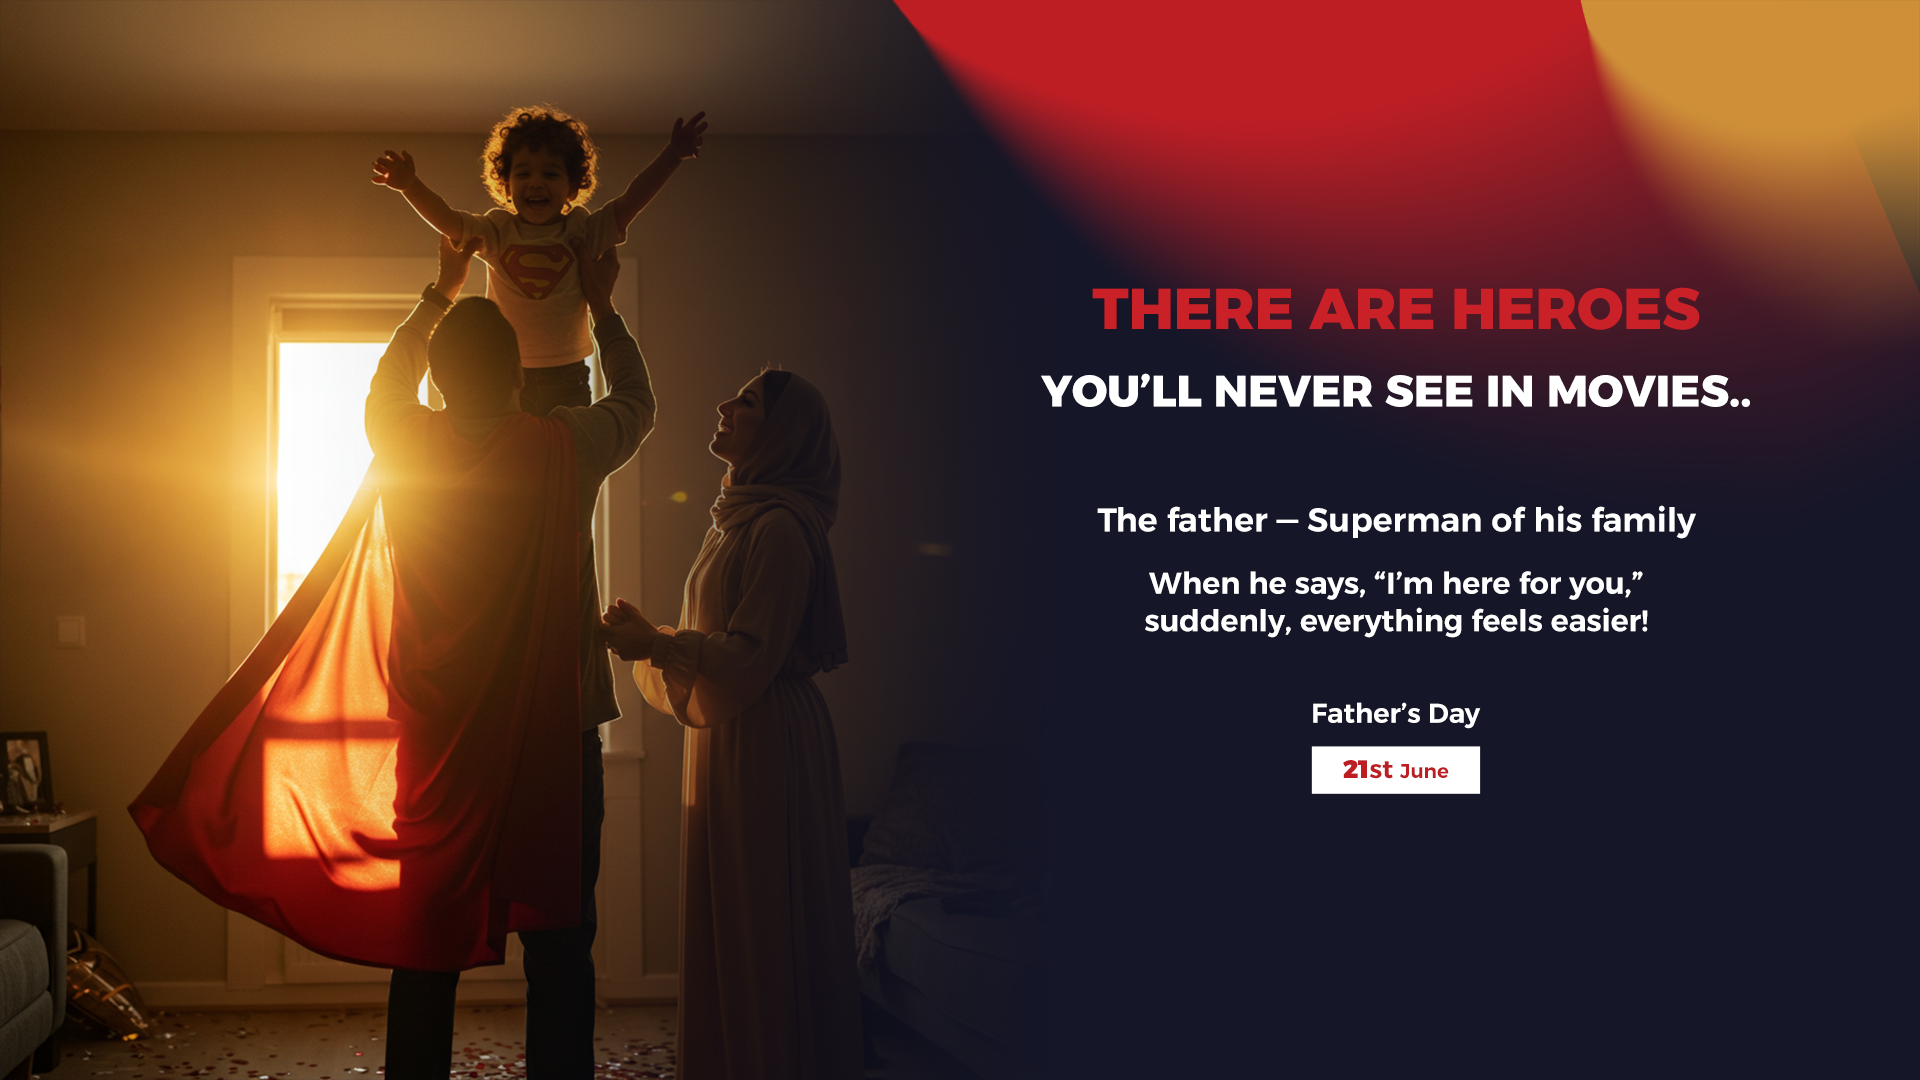 THERE ARE HEROES
YOU’LL NEVER SEE IN MOVIES..
The father – Superman of his family
When he says, “I’m here for you,”
suddenly, everything feels easier!
Father’s Day
21st June